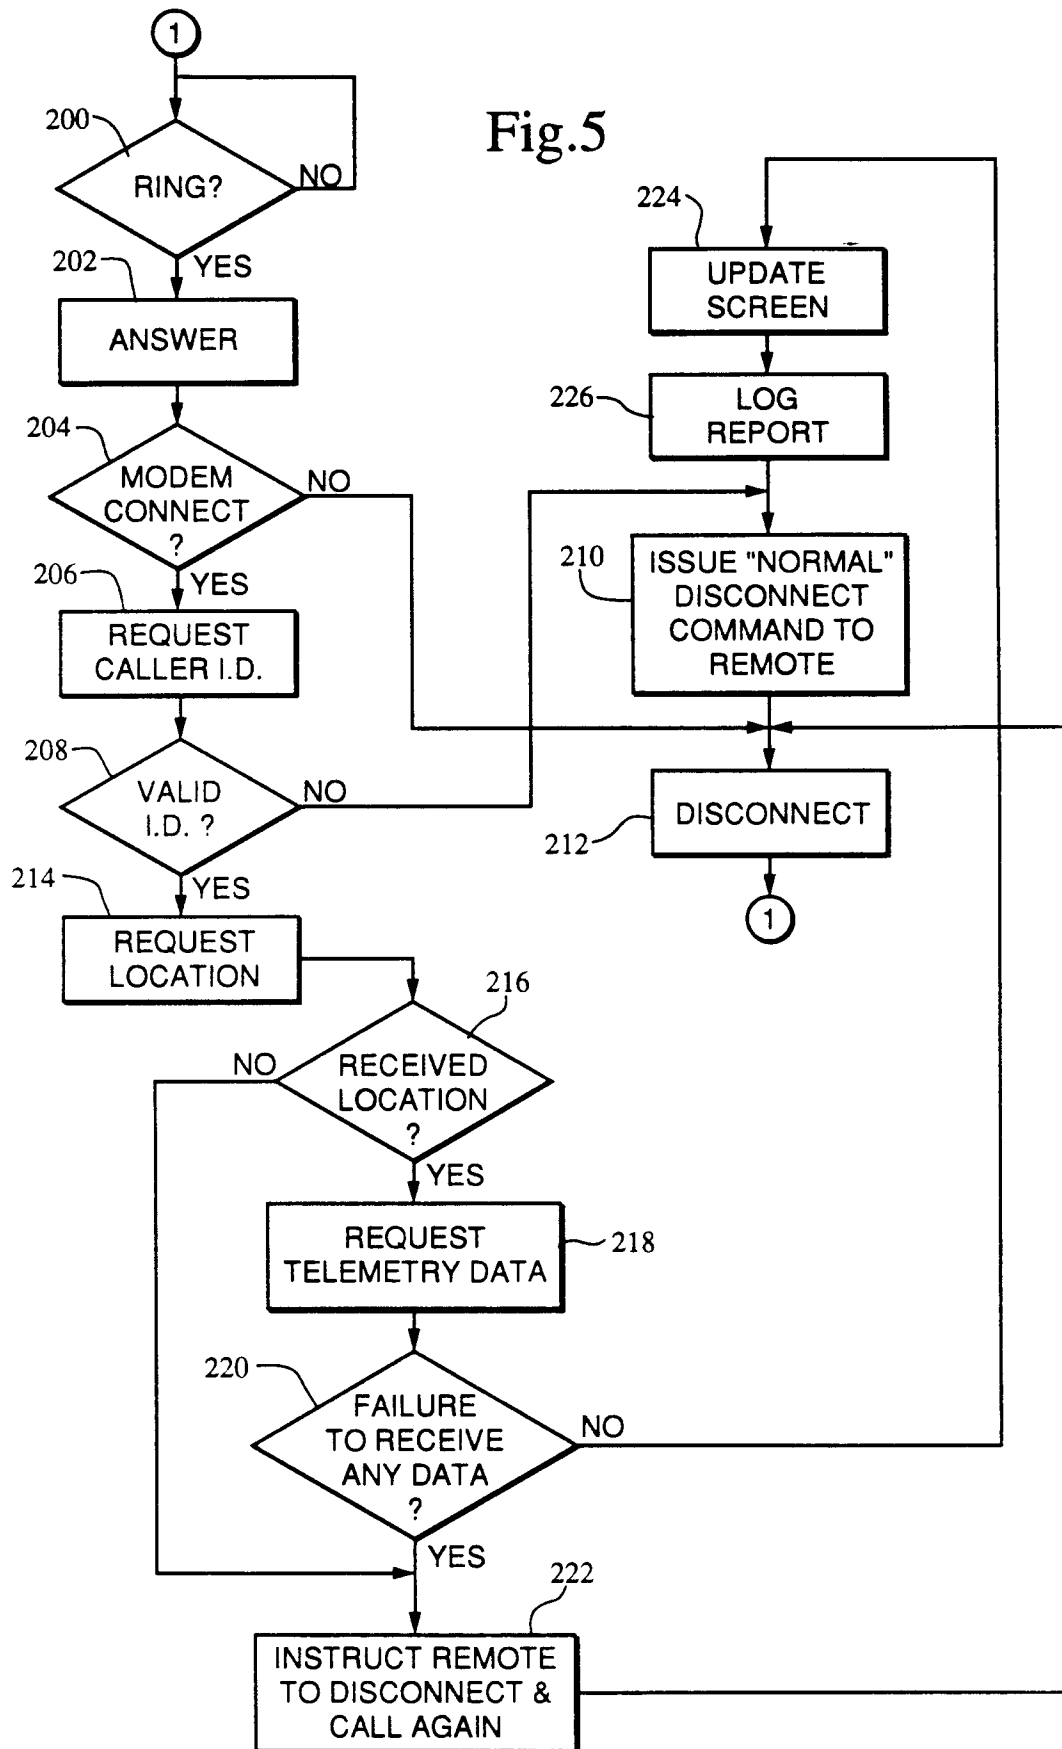 1
Fig.5
200
RING?
NO
YES
202
ANSWER
204
MODEM
CONNECT
?
NO
YES
206
REQUEST
CALLER I.D.
208
VALID
I.D. ?
NO
YES
214
REQUEST
LOCATION
216
RECEIVED
LOCATION
?
NO
YES
REQUEST
TELEMETRY DATA
218
220
FAILURE
TO RECEIVE
ANY DATA
?
NO
YES
222
INSTRUCT REMOTE
TO DISCONNECT &
CALL AGAIN
224
UPDATE
SCREEN
226
LOG
REPORT
210
ISSUE "NORMAL"
DISCONNECT
COMMAND TO
REMOTE
212
DISCONNECT
1